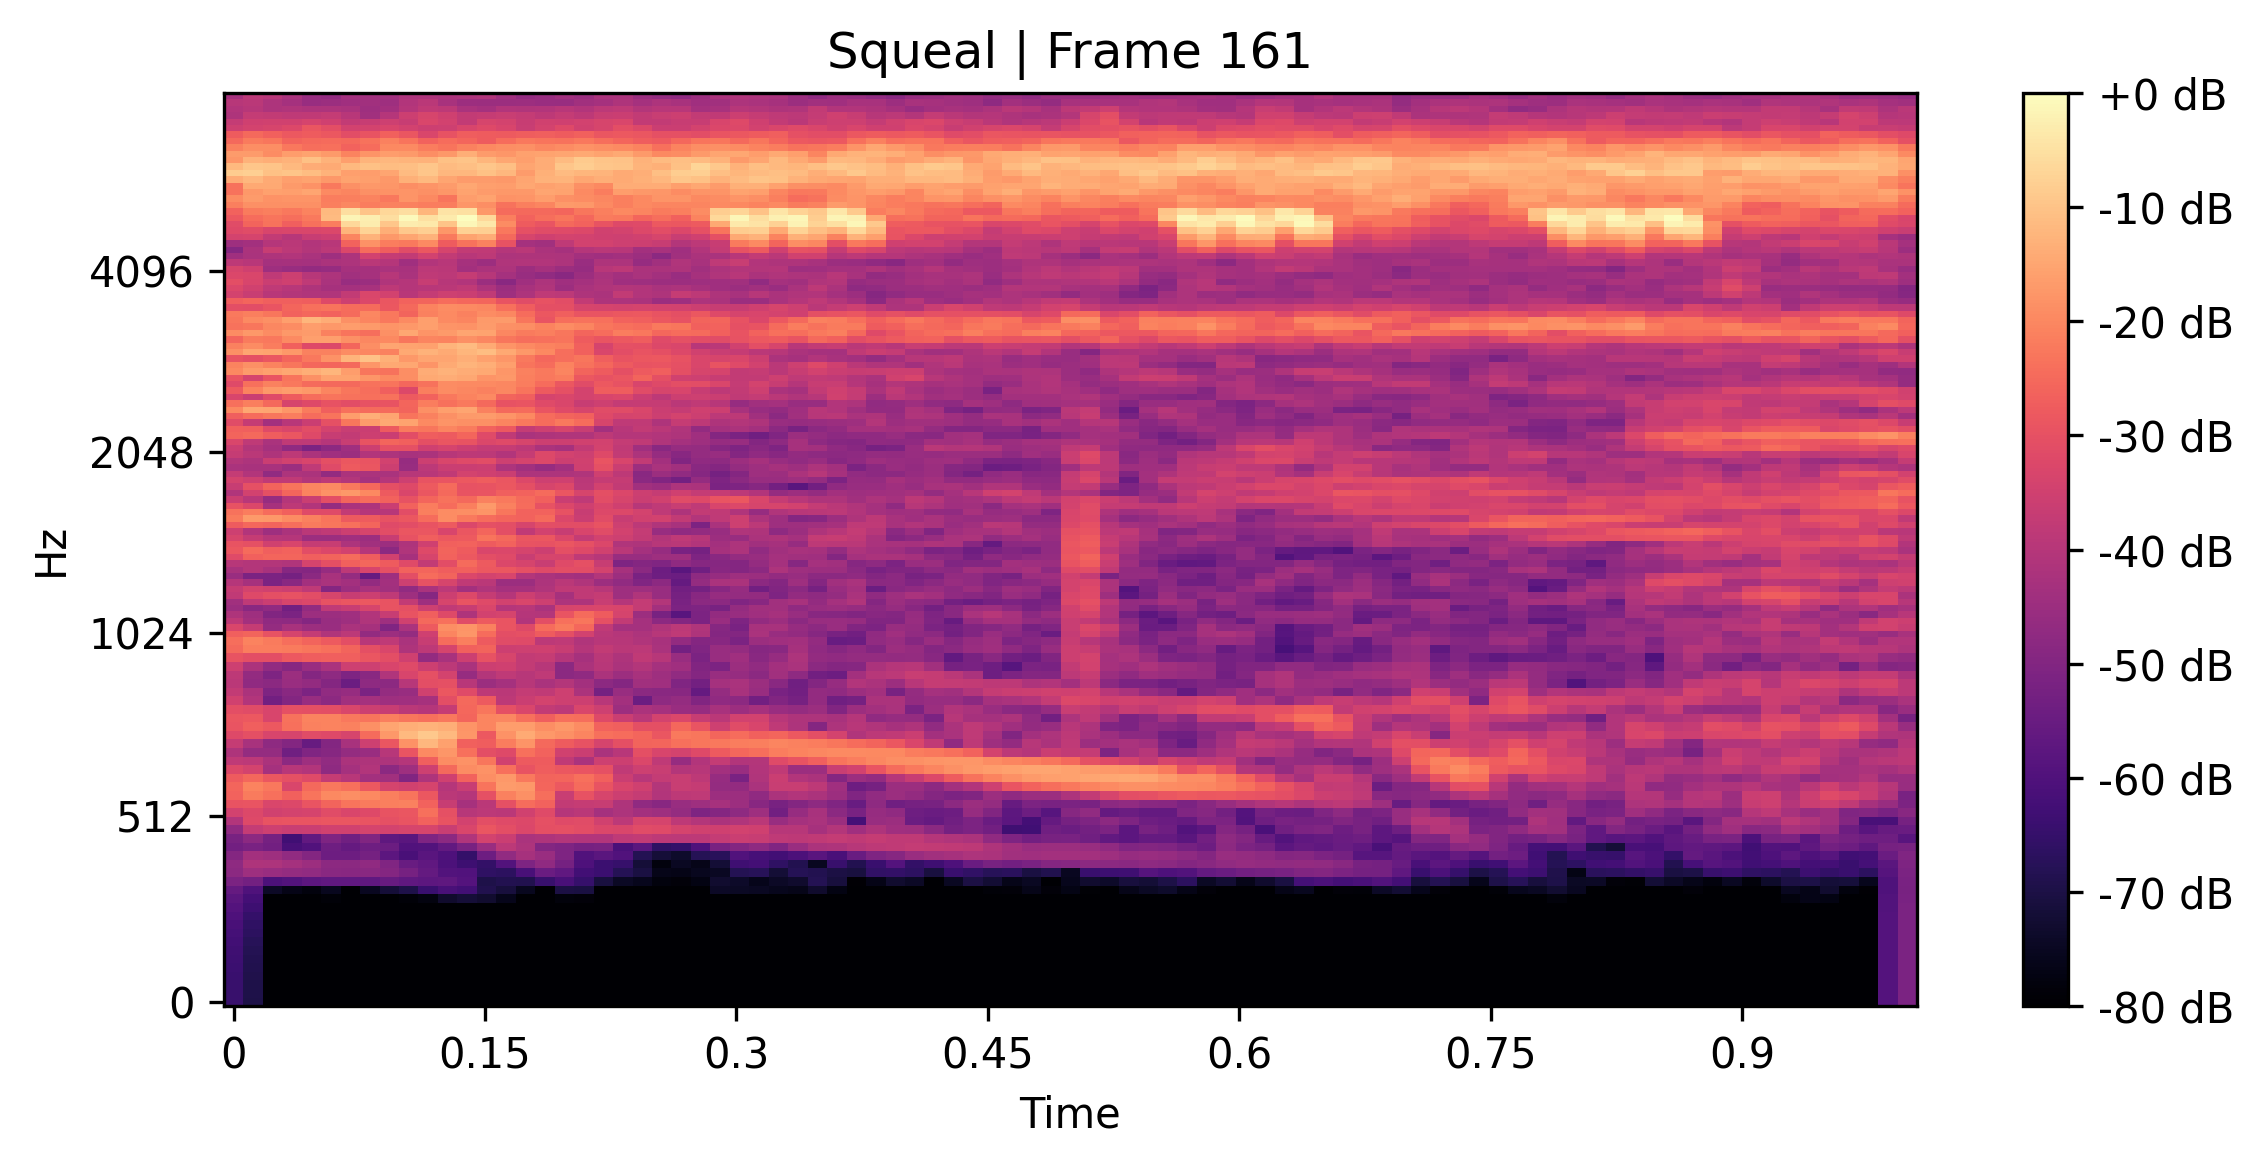 Squeal | Frame 161
+0 dB
-10 dB
-20 dB
-30 dB
-40 dB
-50 dB
-60 dB
-70 dB
-80 dB
Hz
4096
2048
1024
512
0
0 0.15 0.3 0.45 0.6 0.75 0.9
Time